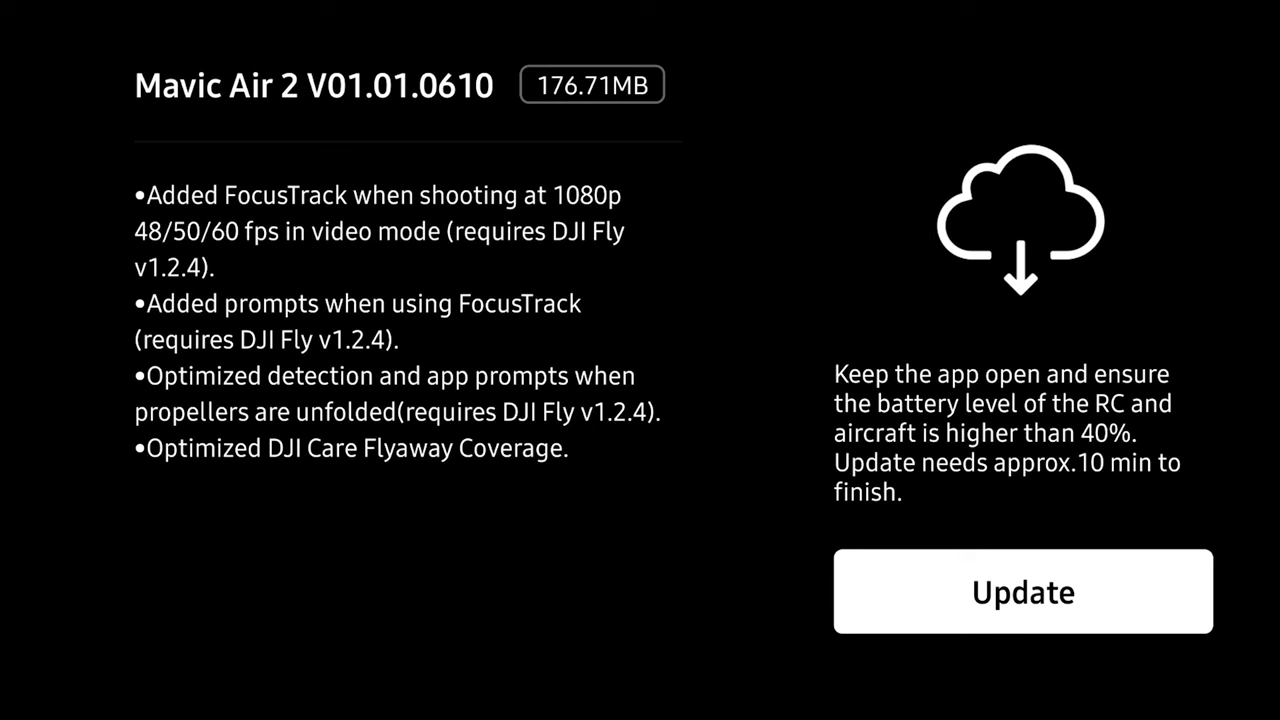 Mavic Air 2 V01.01.0610 176.71MB
•Added FocusTrack when shooting at 1080p
48/50/60 fps in video mode (requires DJI Fly
v1.2.4).
•Added prompts when using FocusTrack
(requires DJI Fly v1.2.4).
•Optimized detection and app prompts when
propellers are unfolded(requires DJI Fly v1.2.4).
•Optimized DJI Care Flyaway Coverage.
Keep the app open and ensure
the battery level of the RC and
aircraft is higher than 40%.
Update needs approx.10 min to
finish.
Update